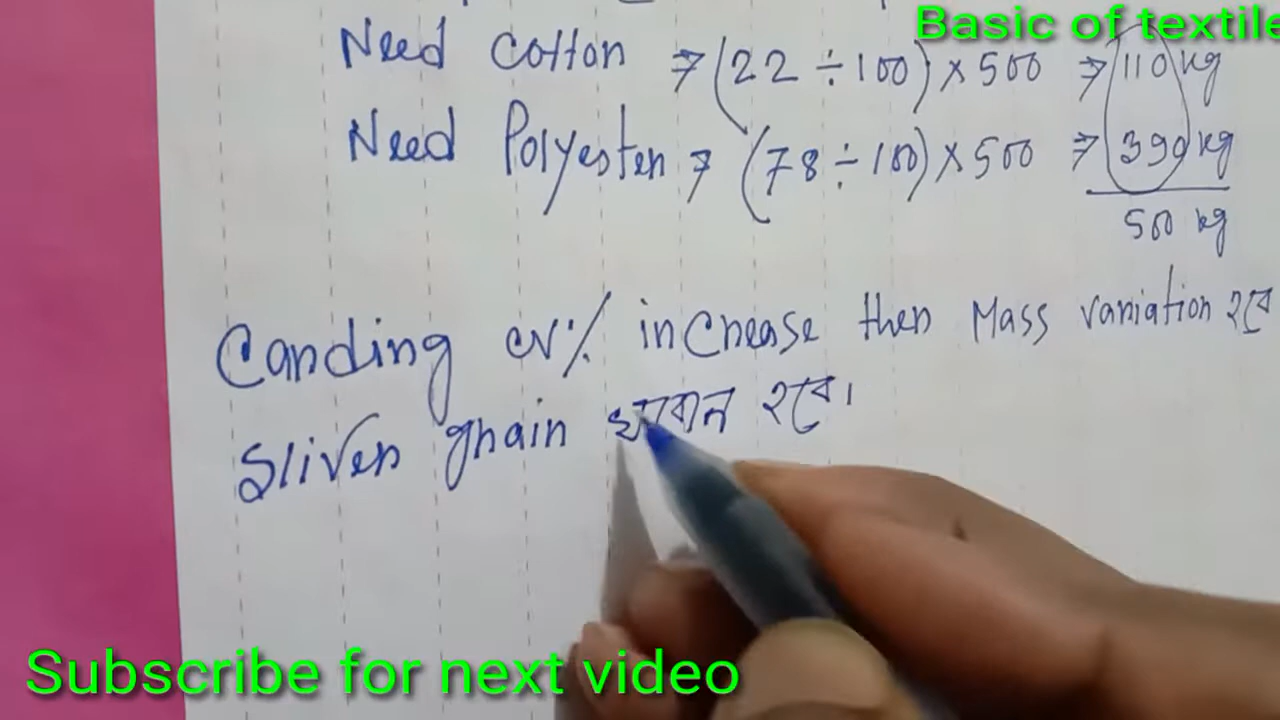 Basic of textile
Need Cotton ⇒ (22 ÷ 100) × 500 ⇒ 110 kg
Need Polyester ⇒ (78 ÷ 100) × 500 ⇒ 390 kg
500 kg
Carding cv% increase then Mass variation হবে
Sliver grain হবে।
Subscribe for next video